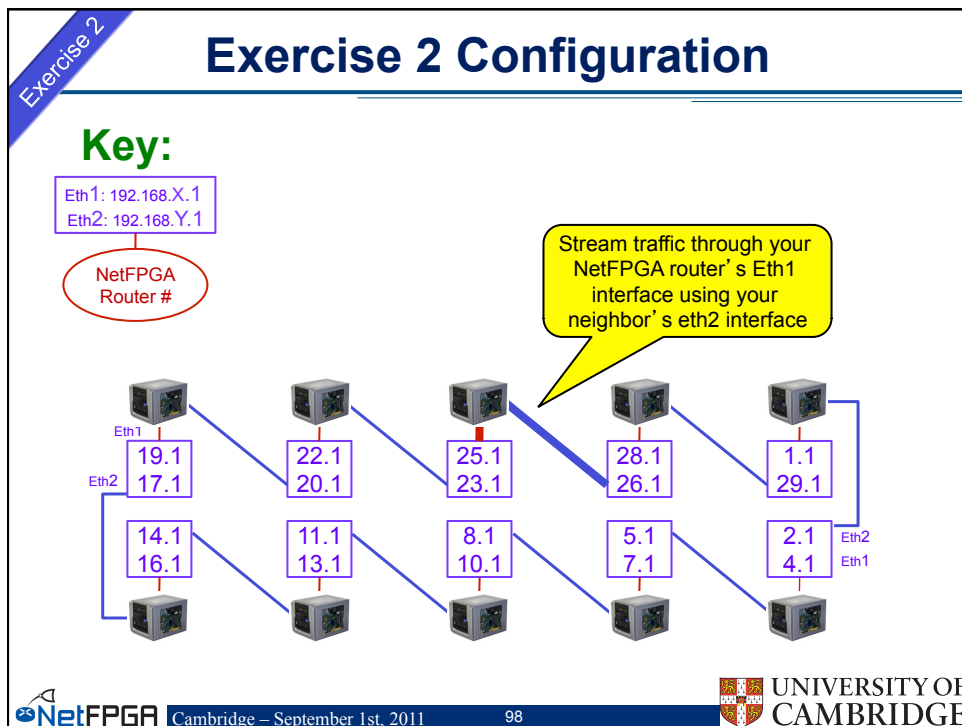 Exercise 2
Exercise 2 Configuration
Key:
Eth1: 192.168.X.1
Eth2: 192.168.Y.1
NetFPGA
Router #
Stream traffic through your
NetFPGA router's Eth1
interface using your
neighbor's eth2 interface
Eth1
19.1
22.1
25.1
28.1
1.1
Eth2
17.1
20.1
23.1
26.1
29.1
14.1
11.1
8.1
5.1
2.1
Eth2
16.1
13.1
10.1
7.1
4.1
Eth1
NetFPGA
Cambridge – September 1st, 2011
98
UNIVERSITY OF
CAMBRIDGE